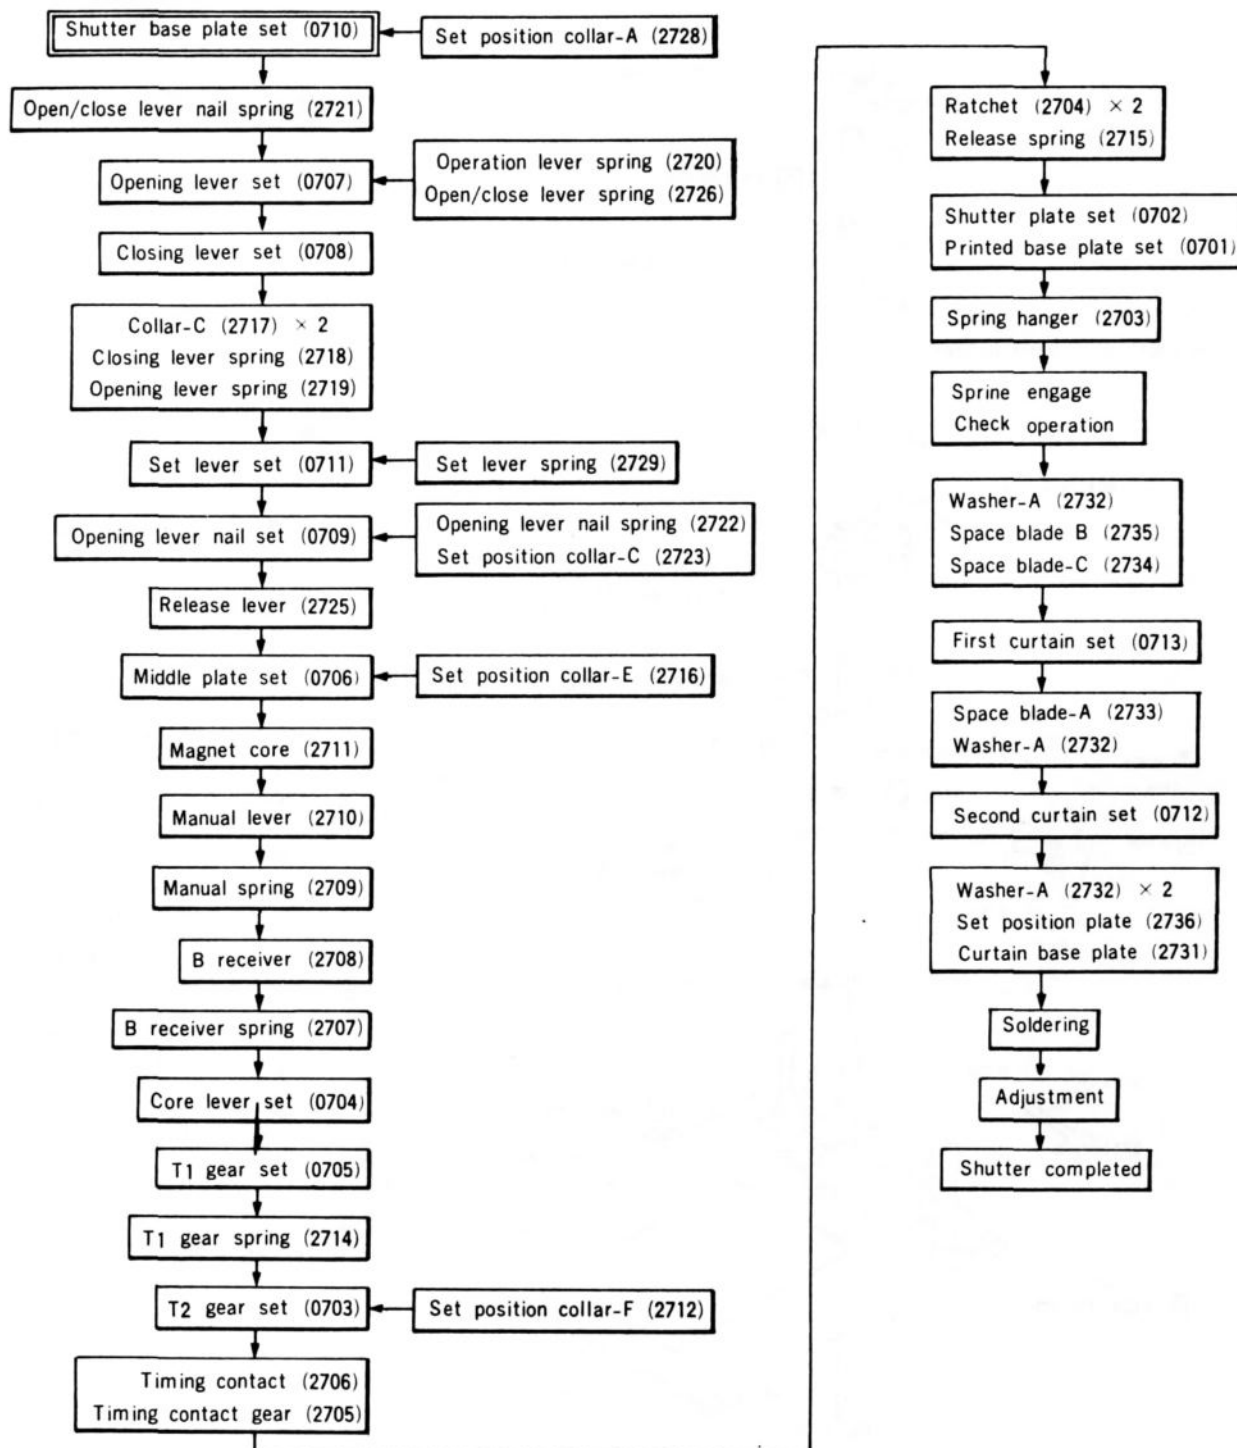 Shutter base plate set (0710)
Set position collar-A (2728)
Open/close lever nail spring (2721)
Opening lever set (0707)
Operation lever spring (2720)
Open/close lever spring (2726)
Closing lever set (0708)
Collar-C (2717) × 2
Closing lever spring (2718)
Opening lever spring (2719)
Set lever set (0711)
Set lever spring (2729)
Opening lever nail set (0709)
Opening lever nail spring (2722)
Set position collar-C (2723)
Release lever (2725)
Middle plate set (0706)
Set position collar-E (2716)
Magnet core (2711)
Manual lever (2710)
Manual spring (2709)
B receiver (2708)
B receiver spring (2707)
Core lever set (0704)
T1 gear set (0705)
T1 gear spring (2714)
T2 gear set (0703)
Set position collar-F (2712)
Timing contact (2706)
Timing contact gear (2705)
Ratchet (2704) × 2
Release spring (2715)
Shutter plate set (0702)
Printed base plate set (0701)
Spring hanger (2703)
Sprine engage
Check operation
Washer-A (2732)
Space blade B (2735)
Space blade-C (2734)
First curtain set (0713)
Space blade-A (2733)
Washer-A (2732)
Second curtain set (0712)
Washer-A (2732) × 2
Set position plate (2736)
Curtain base plate (2731)
Soldering
Adjustment
Shutter completed